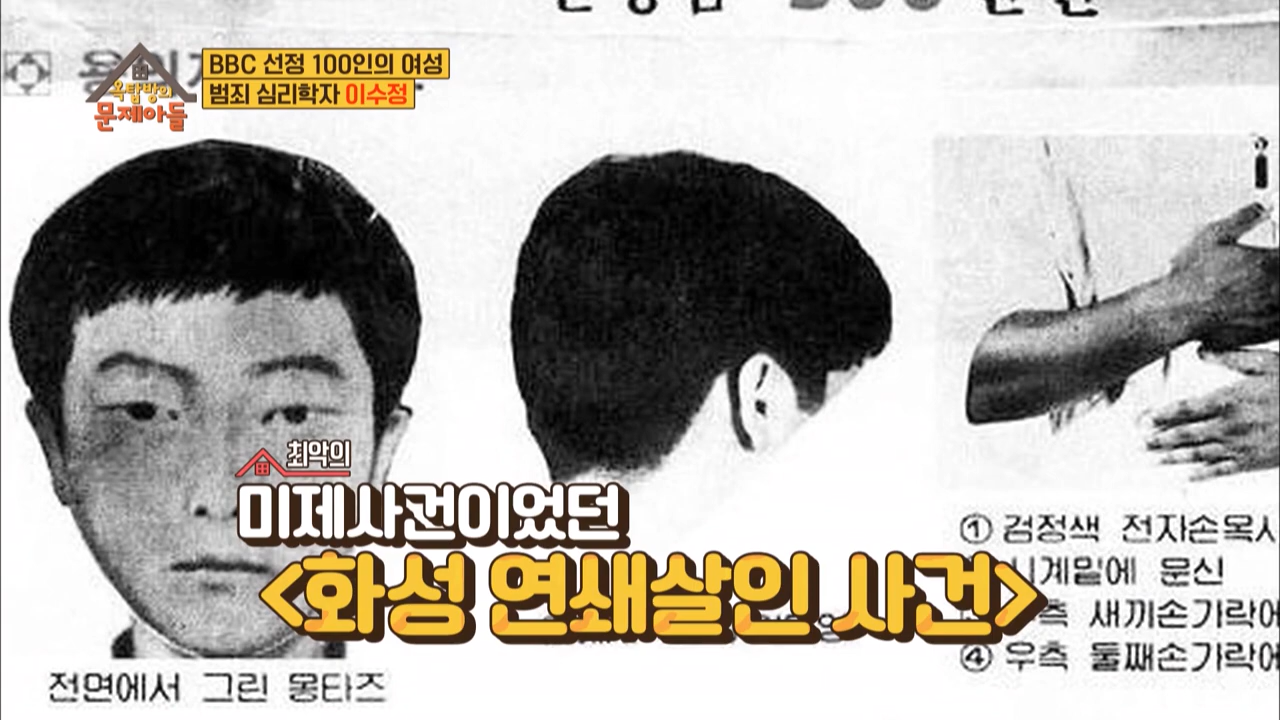 BBC 선정 100인의 여성
범죄 심리학자 이수정
옥탑방의
문제아들
최악의
미제사건이었던
<화성 연쇄살인 사건>
① 검정색 전자손목시
시계밑에 문신
측 새끼손가락에
④ 우측 둘째손가락에
전면에서 그린 몽타즈